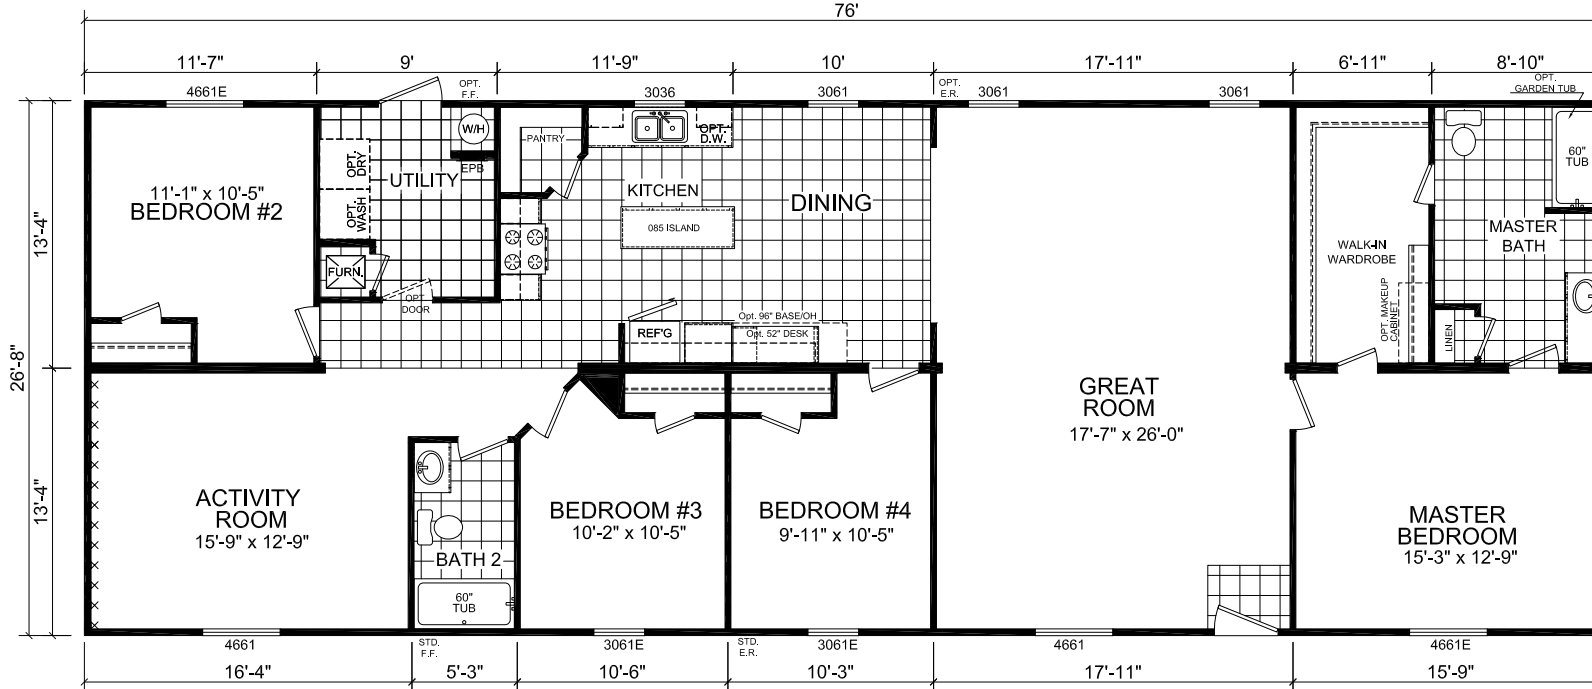 76'
11'-7"
9'
11'-9"
10'
17'-11"
6'-11"
8'-10"
4661E
OPT.
F.F.
3036
3061
OPT.
E.R.
3061
3061
OPT.
GARDEN TUB
W/H
EPB
OPT.
DRY
OPT.
WASH
UTILITY
PANTRY
OPT.
D.W.
KITCHEN
085 ISLAND
DINING
60"
TUB
11'-1" x 10'-5"
BEDROOM #2
13'-4"
FURN.
OPT.
DOOR
REF'G
Opt. 96" BASE/OH
Opt. 52" DESK
WALK-IN
WARDROBE
OPT. MAKEUP
CABINET
MASTER
BATH
LINEN
26'-8"
GREAT
ROOM
17'-7" x 26'-0"
13'-4"
ACTIVITY
ROOM
15'-9" x 12'-9"
BATH 2
60"
TUB
BEDROOM #3
10'-2" x 10'-5"
BEDROOM #4
9'-11" x 10'-5"
MASTER
BEDROOM
15'-3" x 12'-9"
4661
STD.
F.F.
3061E
STD.
E.R.
3061E
4661
4661E
16'-4"
5'-3"
10'-6"
10'-3"
17'-11"
15'-9"